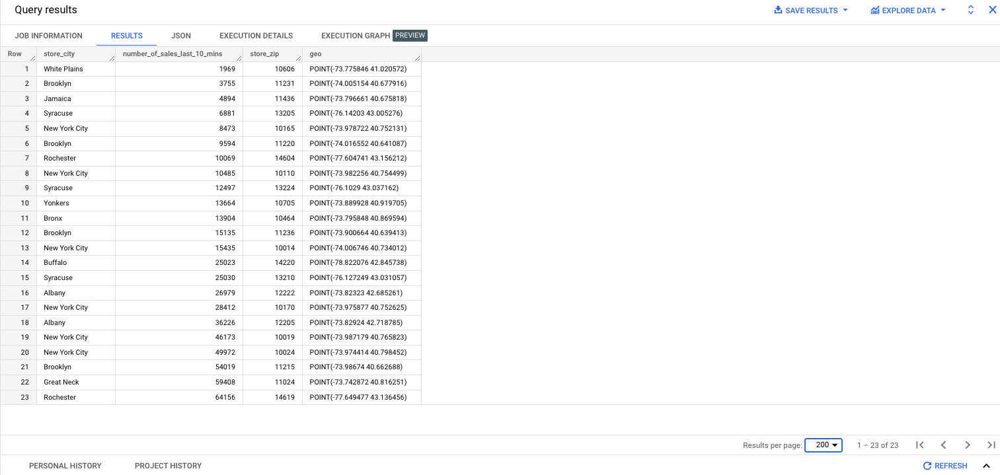 Query results SAVE RESULTS EXPLORE DATA
JOB INFORMATION RESULTS JSON EXECUTION DETAILS EXECUTION GRAPH PREVIEW
Row store_city number_of_sales_last_10_mins store_zip geo
1 White Plains 1969 10606 POINT(-73.775846 41.020572)
2 Brooklyn 3755 11231 POINT(-74.005154 40.677916)
3 Jamaica 4894 11436 POINT(-73.796661 40.675818)
4 Syracuse 6881 13205 POINT(-76.14203 43.005276)
5 New York City 8473 10165 POINT(-73.978722 40.752131)
6 Brooklyn 9594 11220 POINT(-74.016552 40.641087)
7 Rochester 10069 14604 POINT(-77.604741 43.156212)
8 New York City 10485 10110 POINT(-73.982256 40.754499)
9 Syracuse 12497 13224 POINT(-76.1029 43.037162)
10 Yonkers 13664 10705 POINT(-73.889928 40.919705)
11 Bronx 13904 10464 POINT(-73.795848 40.869594)
12 Brooklyn 15135 11236 POINT(-73.900664 40.639413)
13 New York City 15435 10014 POINT(-74.006746 40.734012)
14 Buffalo 25023 14220 POINT(-78.822076 42.845738)
15 Syracuse 25030 13210 POINT(-76.127249 43.031057)
16 Albany 26979 12222 POINT(-73.82323 42.685261)
17 New York City 28412 10170 POINT(-73.975877 40.752625)
18 Albany 36226 12205 POINT(-73.82924 42.718785)
19 New York City 46173 10019 POINT(-73.987179 40.765823)
20 New York City 49972 10024 POINT(-73.974414 40.798452)
21 Brooklyn 54019 11215 POINT(-73.98674 40.662688)
22 Great Neck 59408 11024 POINT(-73.742872 40.816251)
23 Rochester 64156 14619 POINT(-77.649477 43.136456)
Results per page: 200 1 – 23 of 23
PERSONAL HISTORY PROJECT HISTORY REFRESH